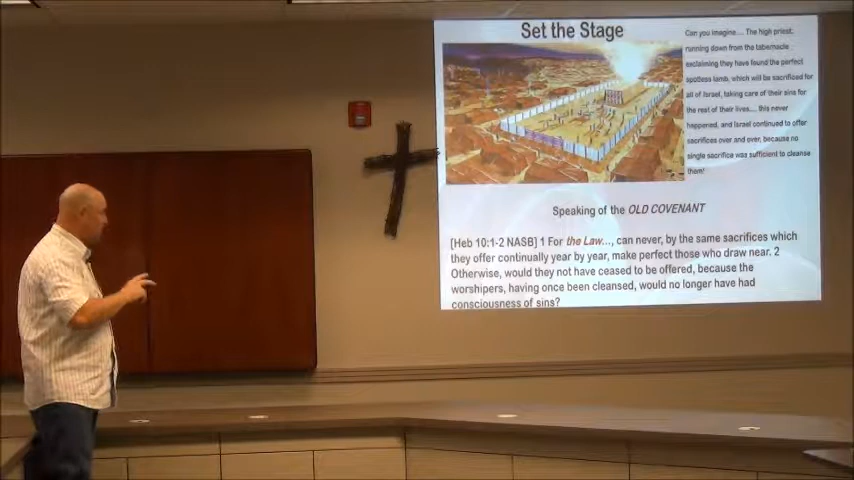 Set the Stage
Can you imagine.... The high priest,
running down from the tabernacle
exclaiming they have found the perfect
spotless lamb, which will be sacrificed for
all of Israel, taking care of their sins for
the rest of their lives.... this never
happened, and Israel continued to offer
sacrifices over and over, because no
single sacrifice was sufficient to cleanse
them!
Speaking of the OLD COVENANT
[Heb 10:1-2 NASB] 1 For the Law..., can never, by the same sacrifices which
they offer continually year by year, make perfect those who draw near. 2
Otherwise, would they not have ceased to be offered, because the
worshipers, having once been cleansed, would no longer have had
consciousness of sins?